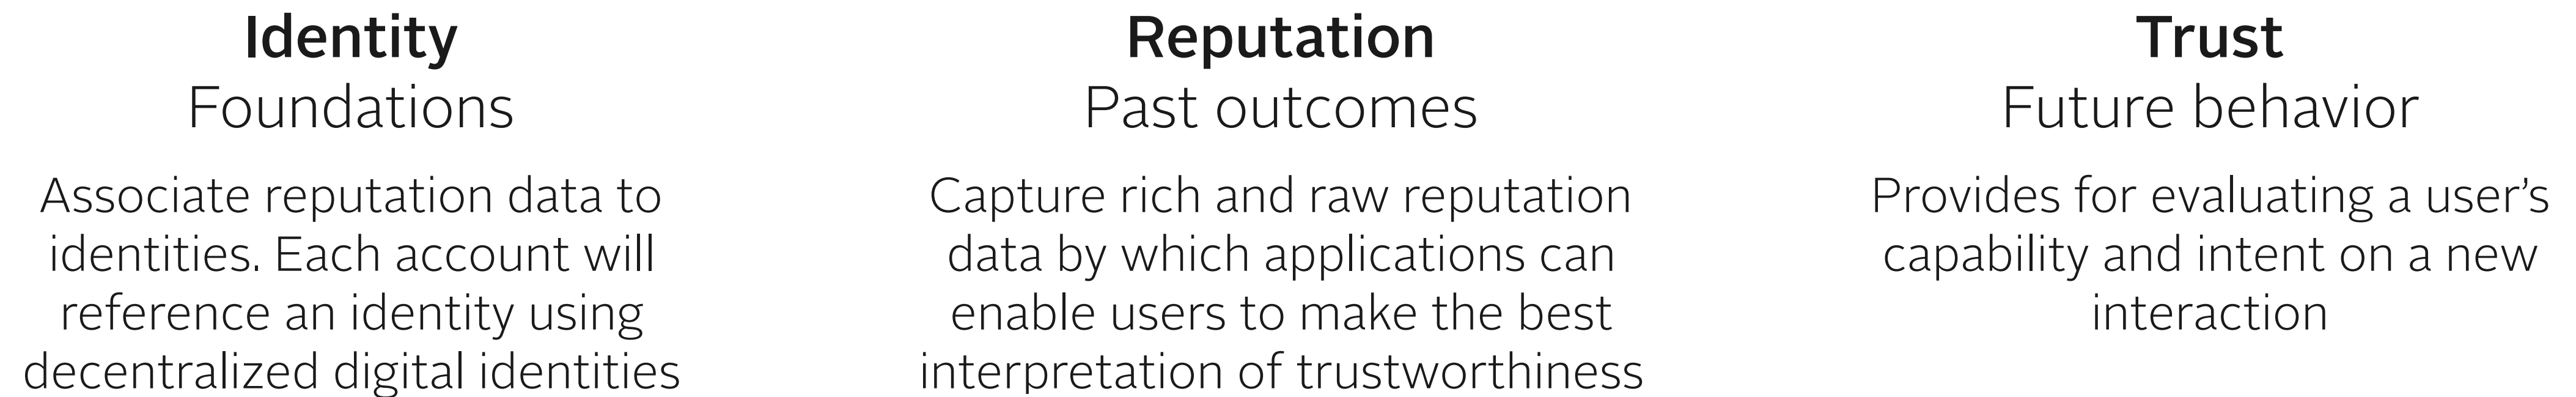 Identity
Foundations
Associate reputation data to
identities. Each account will
reference an identity using
decentralized digital identities
Reputation
Past outcomes
Capture rich and raw reputation
data by which applications can
enable users to make the best
interpretation of trustworthiness
Trust
Future behavior
Provides for evaluating a user’s
capability and intent on a new
interaction